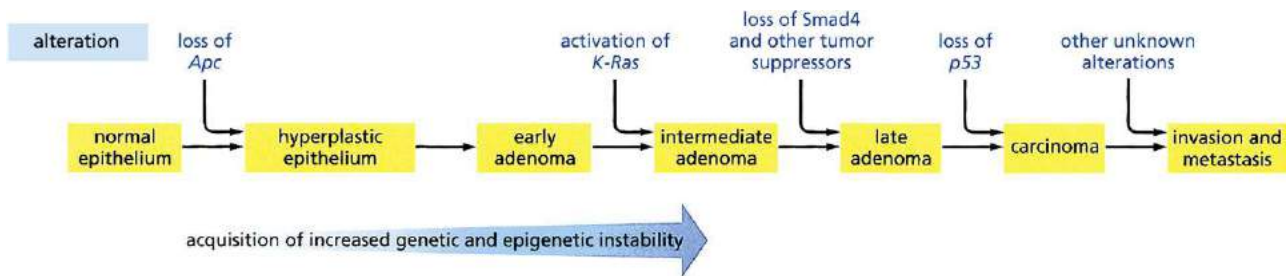 alteration
loss of
Apc
activation of
K-Ras
loss of Smad4
and other tumor
suppressors
loss of
p53
other unknown
alterations
normal
epithelium
hyperplastic
epithelium
early
adenoma
intermediate
adenoma
late
adenoma
carcinoma
invasion and
metastasis
acquisition of increased genetic and epigenetic instability